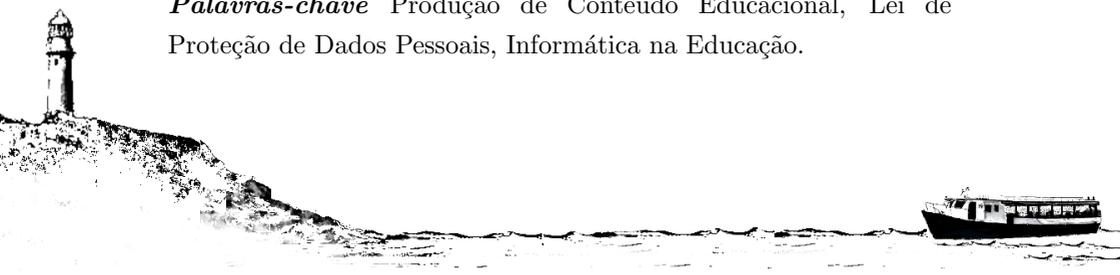 Palavras-chave Produção de Conteúdo Educacional, Lei de
Proteção de Dados Pessoais, Informática na Educação.